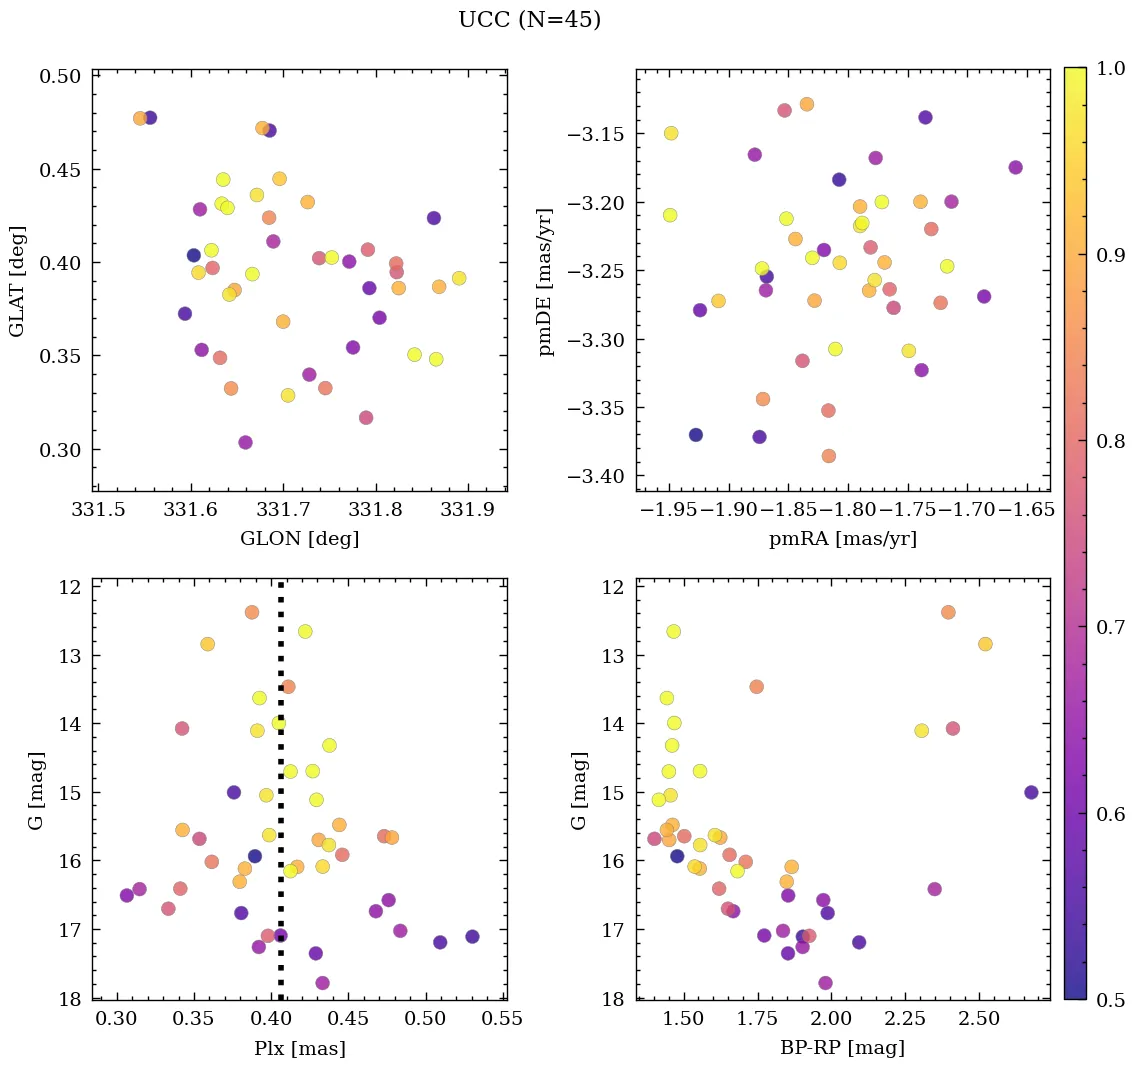 UCC (N=45)
0.50
0.45
0.40
0.35
0.30
GLAT [deg]
331.5 331.6 331.7 331.8 331.9
GLON [deg]
−3.15
−3.20
−3.25
−3.30
−3.35
−3.40
pmDE [mas/yr]
−1.95 −1.90 −1.85 −1.80 −1.75 −1.70 −1.65
pmRA [mas/yr]
12
13
14
15
16
17
18
G [mag]
0.30 0.35 0.40 0.45 0.50 0.55
Plx [mas]
12
13
14
15
16
17
18
G [mag]
1.50 1.75 2.00 2.25 2.50
BP-RP [mag]
1.0
0.9
0.8
0.7
0.6
0.5